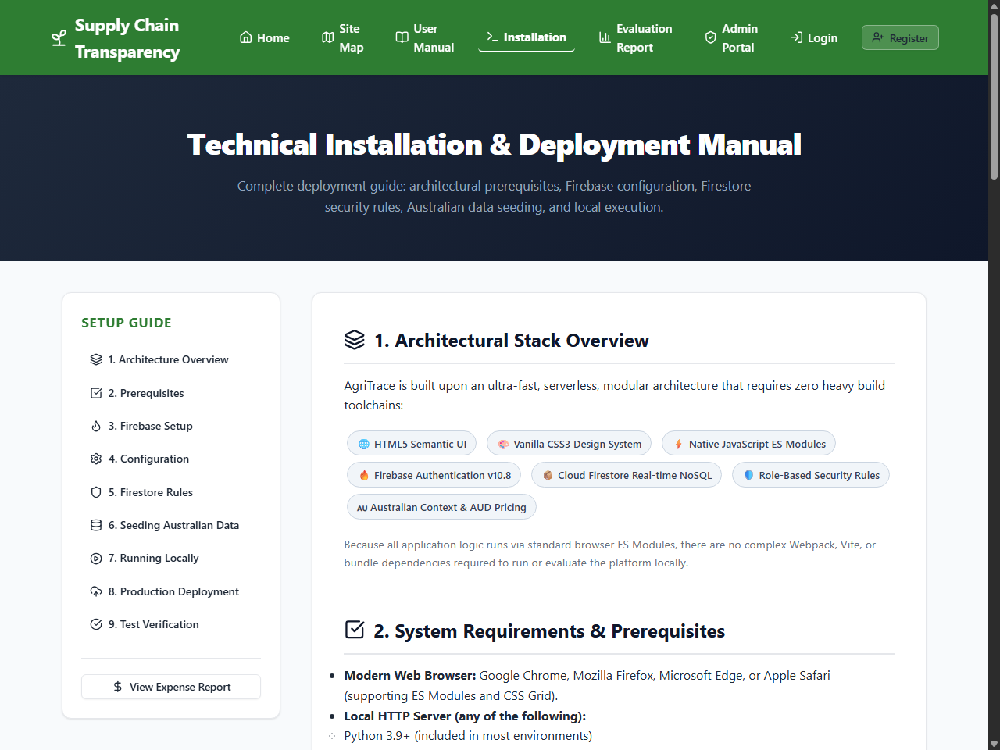 Supply Chain
Transparency
Home
Site
Map
User
Manual
Installation
Evaluation
Report
Admin
Portal
Login
Register
Technical Installation & Deployment Manual
Complete deployment guide: architectural prerequisites, Firebase configuration, Firestore
security rules, Australian data seeding, and local execution.
SETUP GUIDE
1. Architecture Overview
2. Prerequisites
3. Firebase Setup
4. Configuration
5. Firestore Rules
6. Seeding Australian Data
7. Running Locally
8. Production Deployment
9. Test Verification
View Expense Report
1. Architectural Stack Overview
AgriTrace is built upon an ultra-fast, serverless, modular architecture that requires zero heavy build
toolchains:
HTML5 Semantic UI
Vanilla CSS3 Design System
Native JavaScript ES Modules
Firebase Authentication v10.8
Cloud Firestore Real-time NoSQL
Role-Based Security Rules
AU Australian Context & AUD Pricing
Because all application logic runs via standard browser ES Modules, there are no complex Webpack, Vite, or
bundle dependencies required to run or evaluate the platform locally.
2. System Requirements & Prerequisites
Modern Web Browser: Google Chrome, Mozilla Firefox, Microsoft Edge, or Apple Safari
(supporting ES Modules and CSS Grid).
Local HTTP Server (any of the following):
Python 3.9+ (included in most environments)